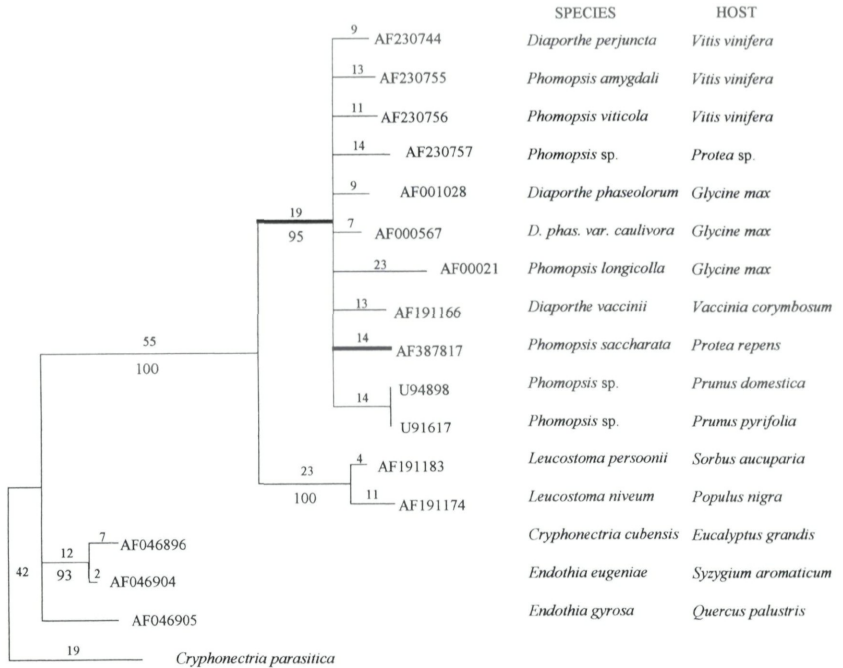 SPECIES HOST
9 AF230744 Diaporthe perjuncta Vitis vinifera
13 AF230755 Phomopsis amygdali Vitis vinifera
11 AF230756 Phomopsis viticola Vitis vinifera
14 AF230757 Phomopsis sp. Protea sp.
9 AF001028 Diaporthe phaseolorum Glycine max
19
95
7 AF000567 D. phas. var. caulivora Glycine max
23 AF00021 Phomopsis longicolla Glycine max
13 AF191166 Diaporthe vaccinii Vaccinia corymbosum
14 AF387817 Phomopsis saccharata Protea repens
55
100
U94898 Phomopsis sp. Prunus domestica
14
U91617 Phomopsis sp. Prunus pyrifolia
4 AF191183 Leucostoma persoonii Sorbus aucuparia
23
100
11 AF191174 Leucostoma niveum Populus nigra
7 AF046896 Cryphonectria cubensis Eucalyptus grandis
12
93
42
2 AF046904 Endothia eugeniae Syzygium aromaticum
AF046905 Endothia gyrosa Quercus palustris
19 Cryphonectria parasitica